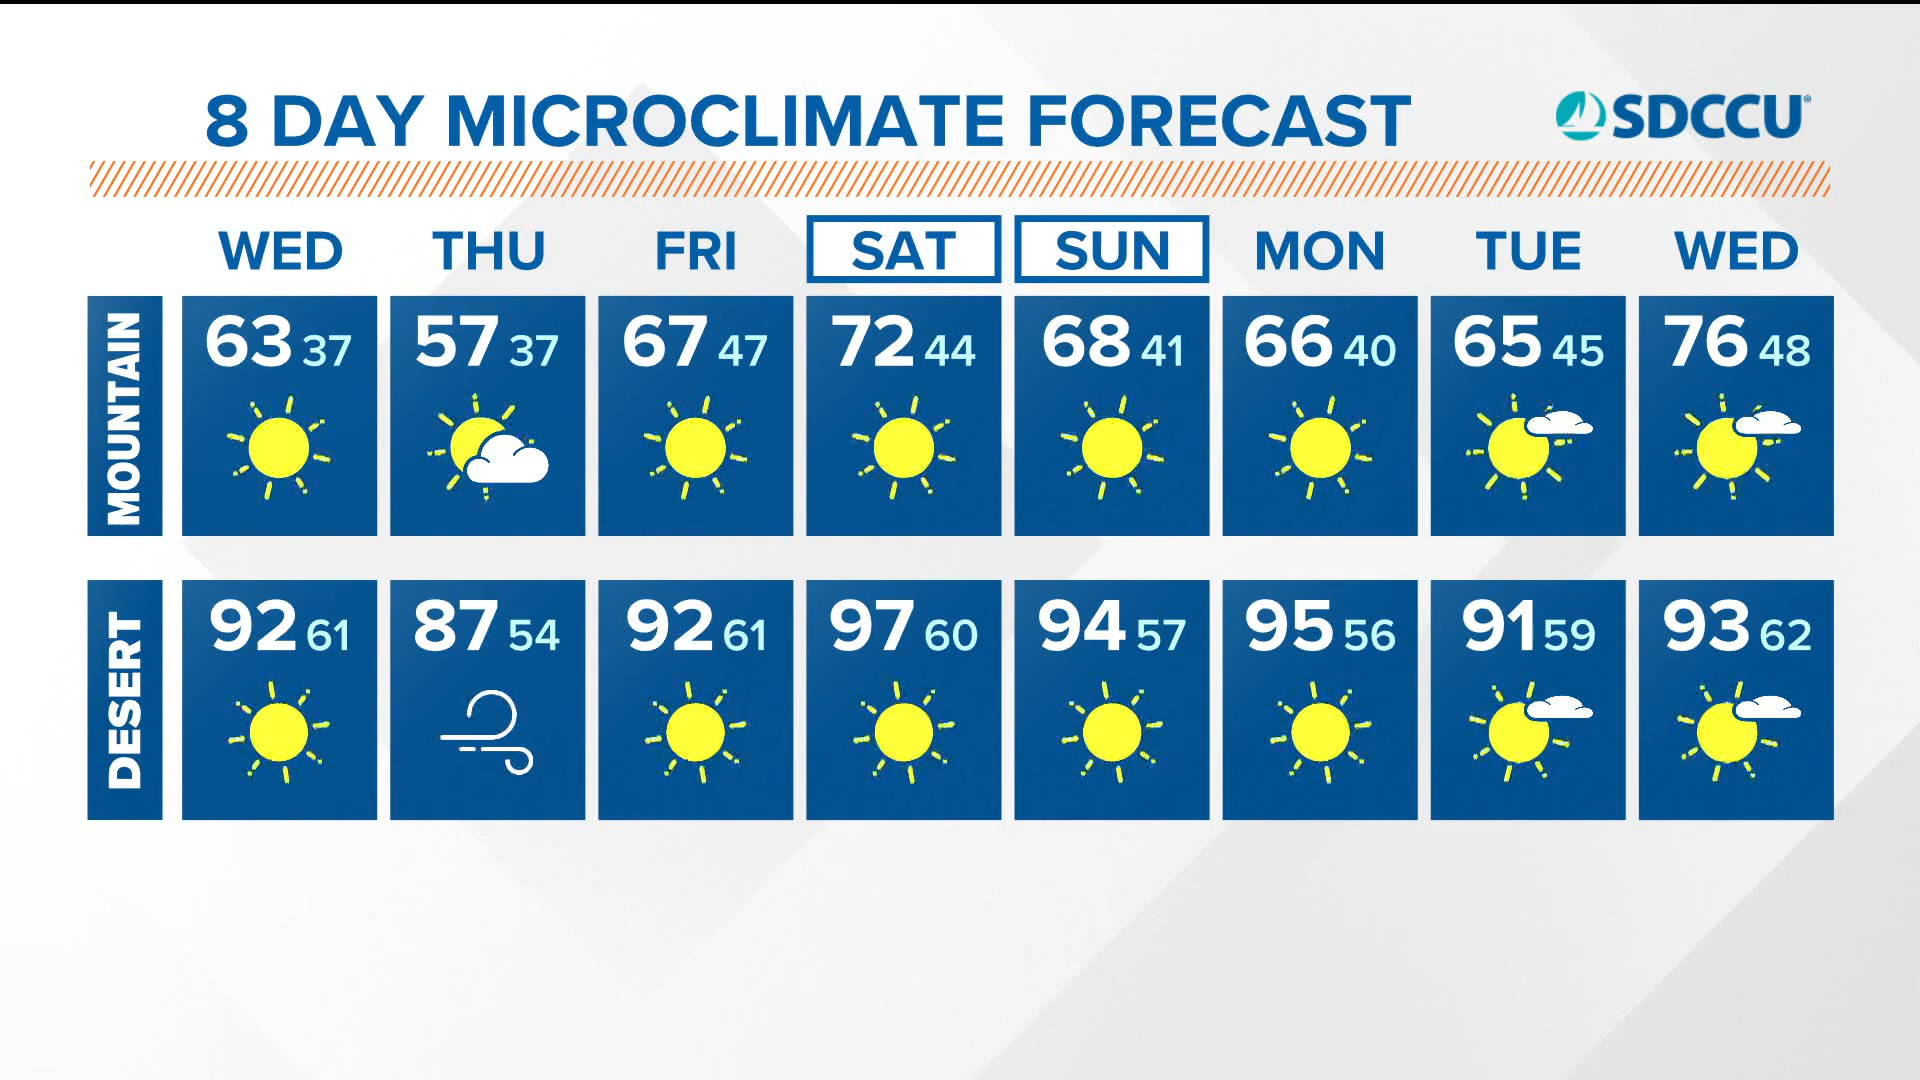 8 DAY MICROCLIMATE FORECAST
SDCCU®
WED THU FRI SAT SUN MON TUE WED
MOUNTAIN
63 37 57 37 67 47 72 44 68 41 66 40 65 45 76 48
DESERT
92 61 87 54 92 61 97 60 94 57 95 56 91 59 93 62